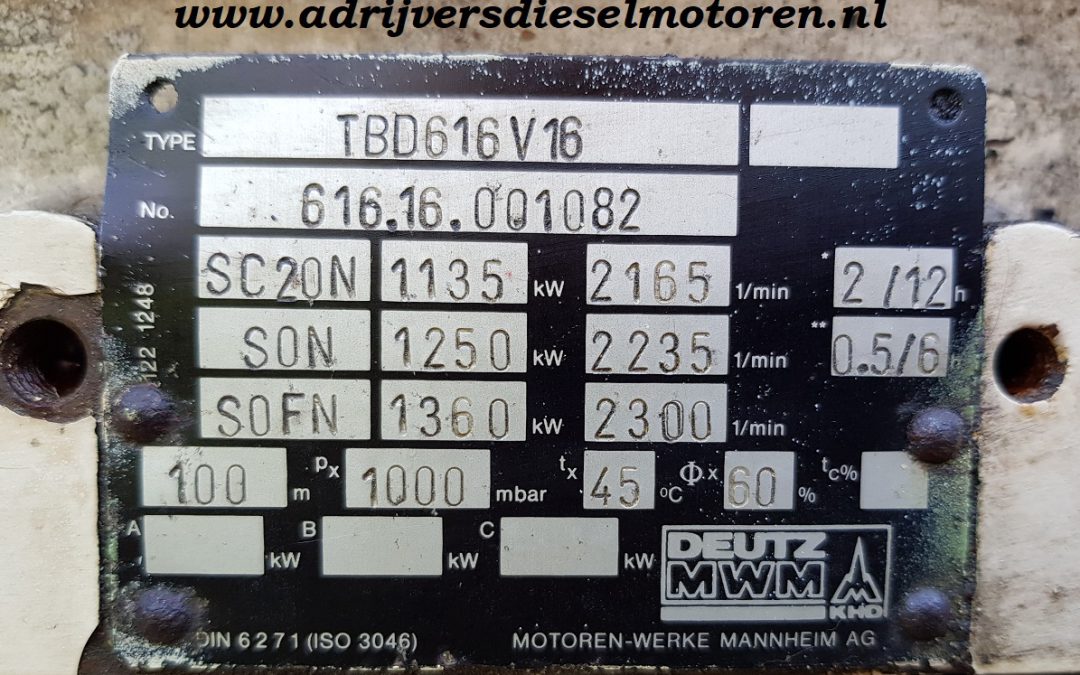 www.adrijversdieselmotoren.nl
TYPE TBD616V16
No. 616.16.001082
SC20N 1135 kW 2165 1/min * 2/12 h
SON 1250 kW 2235 1/min ** 0.5/6
SOFN 1360 kW 2300 1/min
122 1248
100 m px 1000 mbar tx 45 °C Φx 60 % tc%
A kW B kW C kW
DEUTZ
MWM
KHD
DIN 6271 (ISO 3046) MOTOREN-WERKE MANNHEIM AG